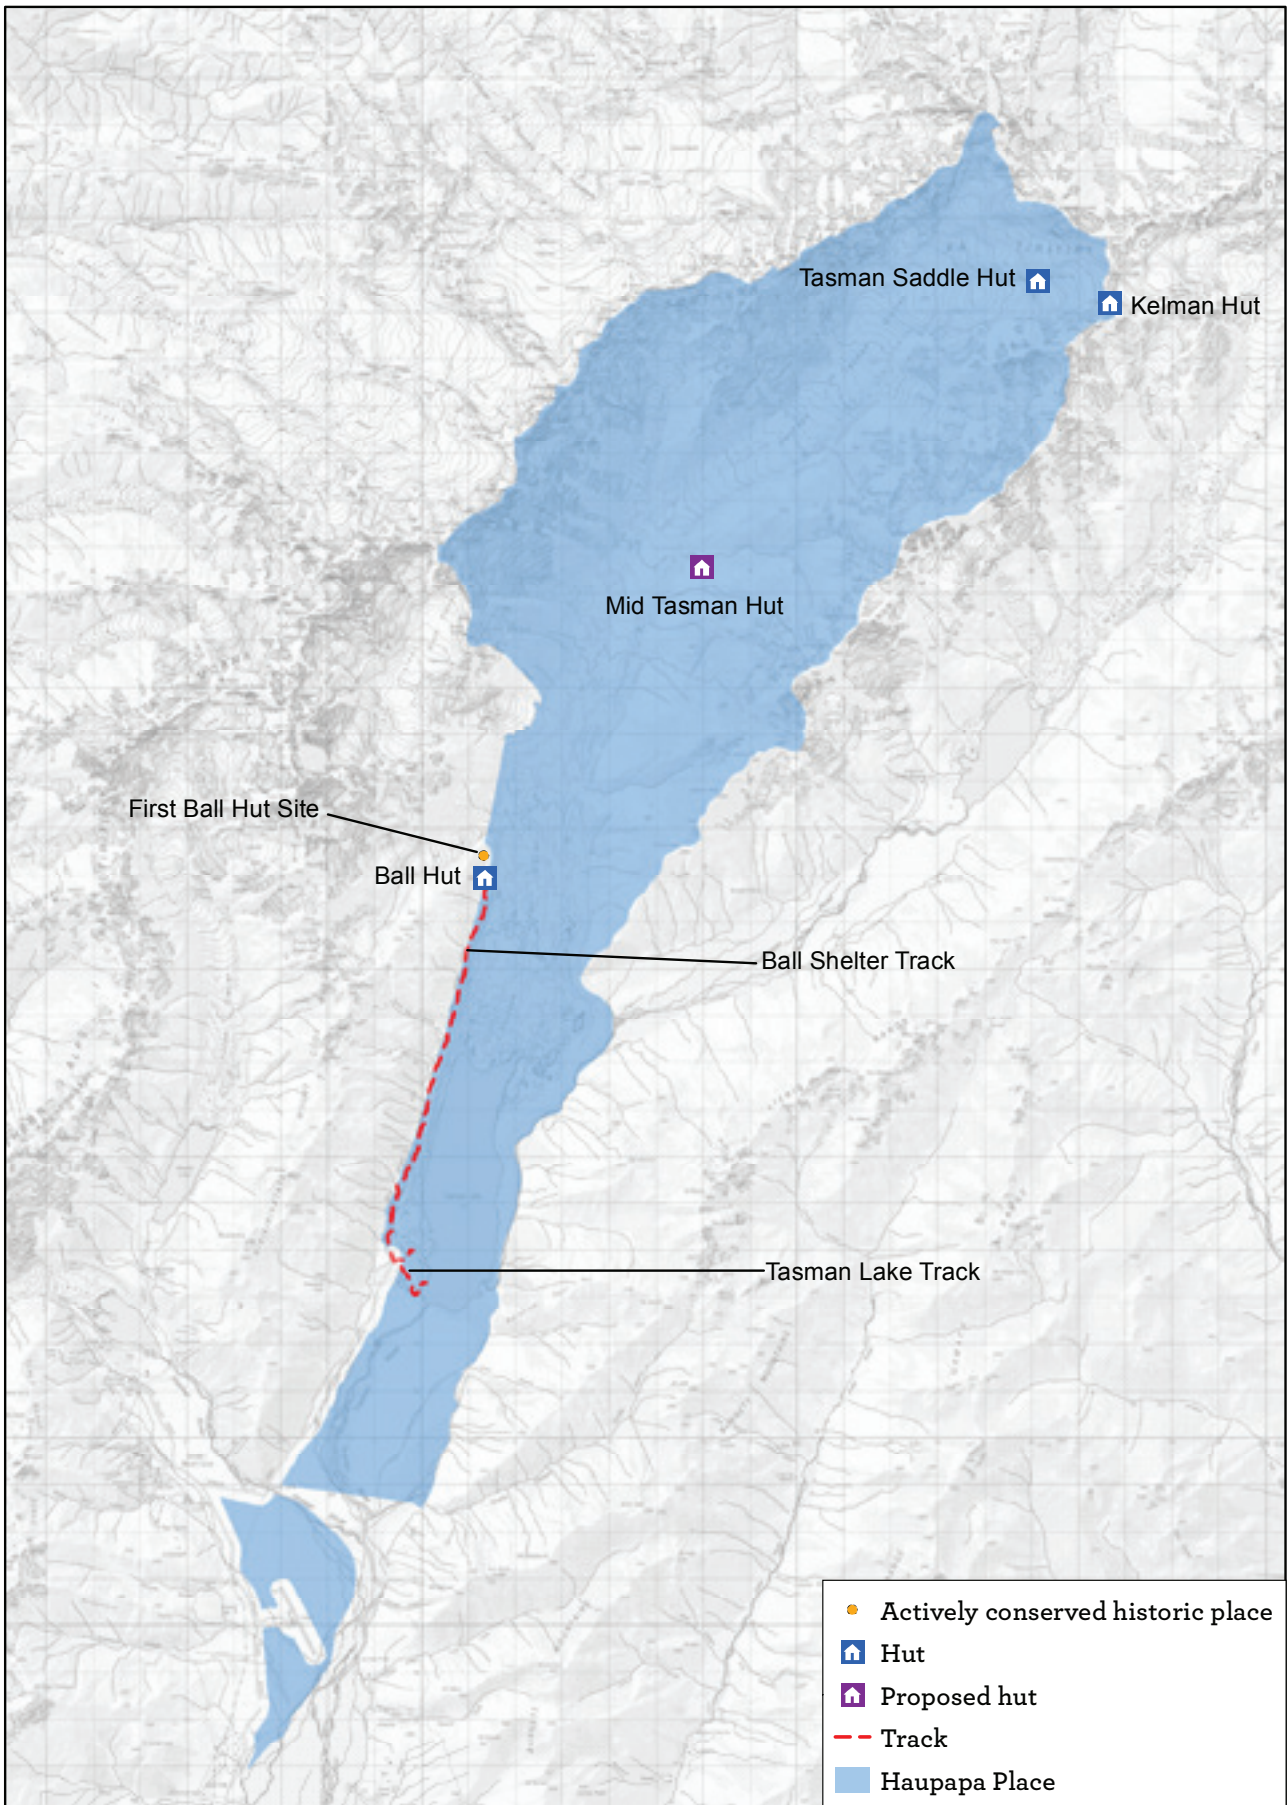 Tasman Saddle Hut
Kelman Hut
Mid Tasman Hut
First Ball Hut Site
Ball Hut
Ball Shelter Track
Tasman Lake Track
Actively conserved historic place
Hut
Proposed hut
Track
Haupapa Place